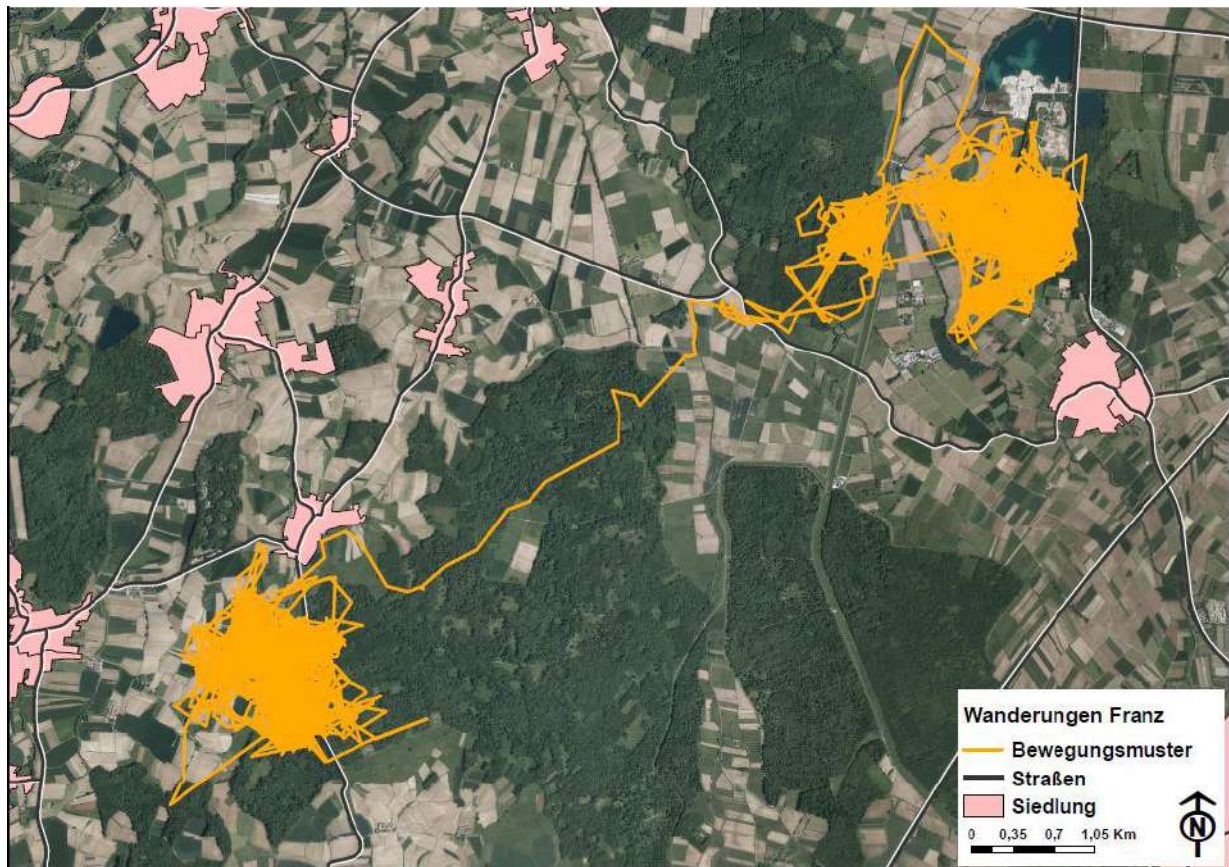 Wanderungen Franz
Bewegungsmuster
Straßen
Siedlung
0 0,35 0,7 1,05 Km
N